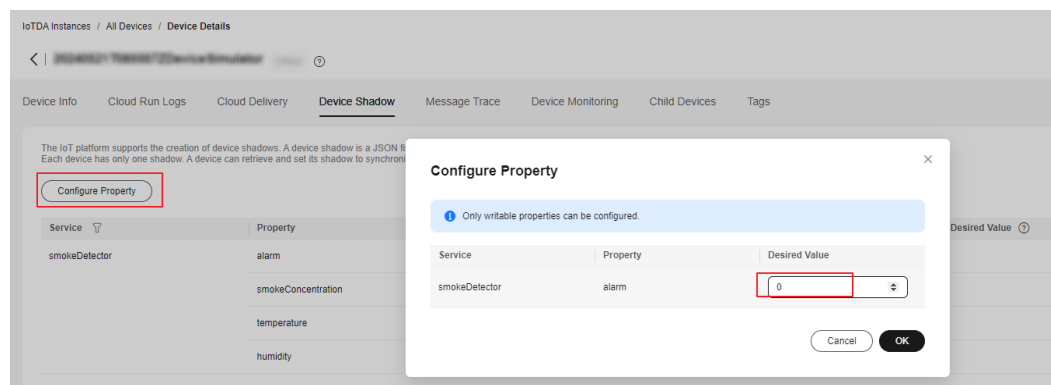 IoTDA Instances / All Devices / Device Details
Device Info Cloud Run Logs Cloud Delivery Device Shadow Message Trace Device Monitoring Child Devices Tags
The IoT platform supports the creation of device shadows. A device shadow is a JSON fi
Each device has only one shadow. A device can retrieve and set its shadow to synchroni
Configure Property
Service Property Desired Value
smokeDetector alarm
smokeConcentration
temperature
humidity
Configure Property
Only writable properties can be configured.
Service Property Desired Value
smokeDetector alarm 0
Cancel OK